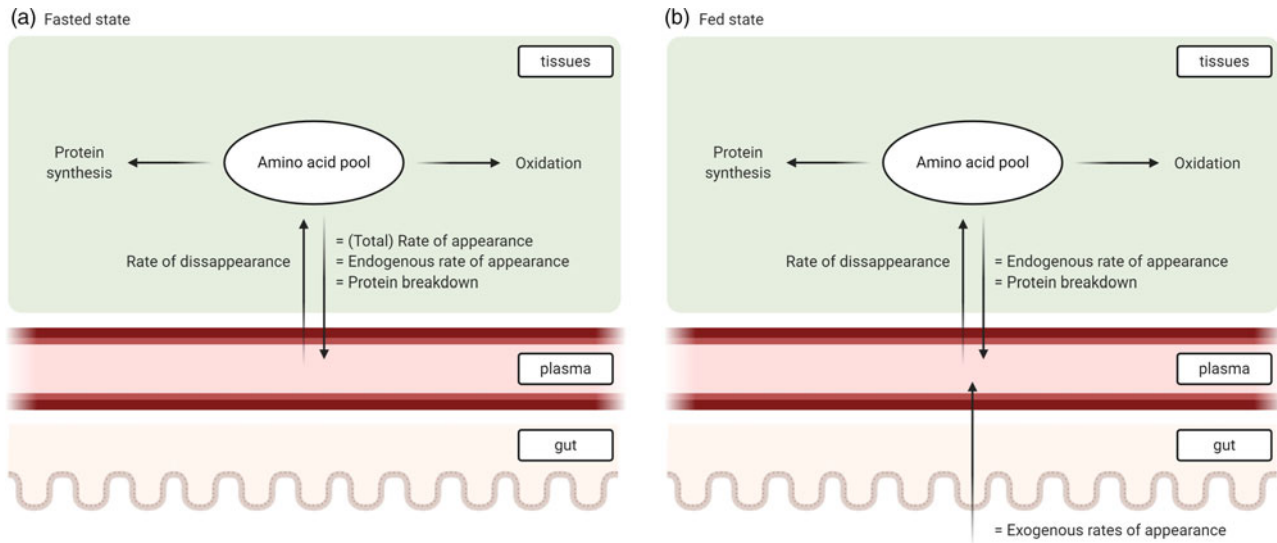 (a) Fasted state
tissues
Protein
synthesis
Amino acid pool
Oxidation
Rate of dissappearance
= (Total) Rate of appearance
= Endogenous rate of appearance
= Protein breakdown
plasma
gut
(b) Fed state
tissues
Protein
synthesis
Amino acid pool
Oxidation
Rate of dissappearance
= Endogenous rate of appearance
= Protein breakdown
plasma
gut
= Exogenous rates of appearance